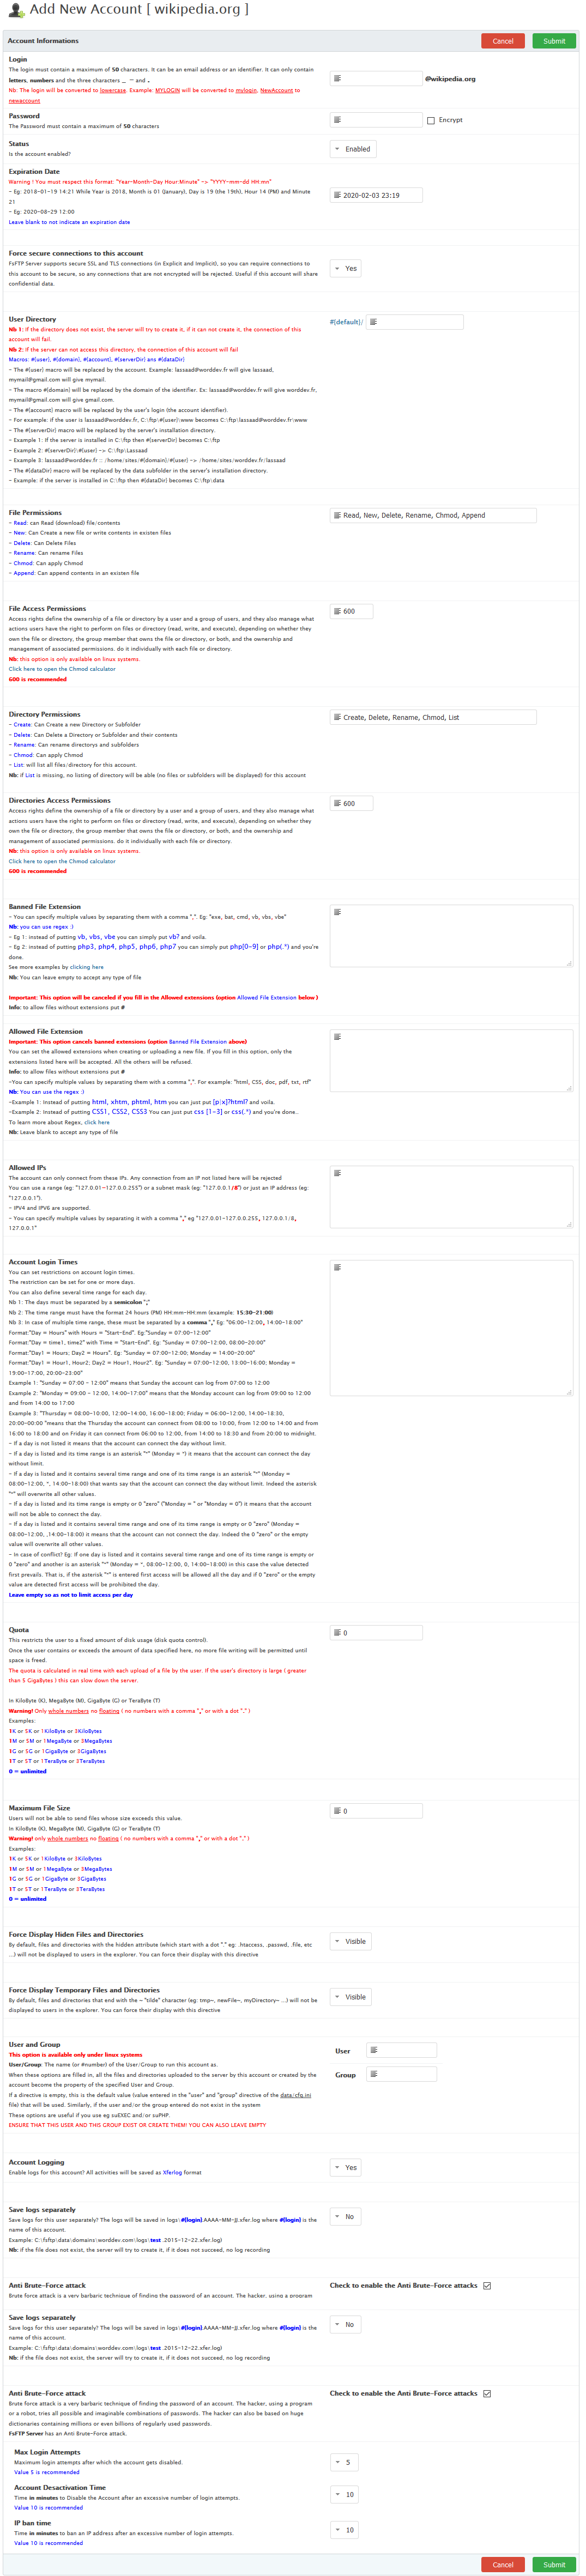 Add New Account [ wikipedia.org ]
Account Informations
Cancel
Submit
Login
The login must contain a maximum of 50 characters. It can be an email address or an identifier. It can only contain
letters, numbers and the three characters _ - and .
Nb: The login will be converted to lowercase. Example: MYLOGIN will be converted to mylogin, NewAccount to
newaccount
@wikipedia.org
Password
The Password must contain a maximum of 50 characters
Encrypt
Status
Is the account enabled?
Enabled
Expiration Date
Warning ! You must respect this format: "Year-Month-Day Hour:Minute" -> "YYYY-mm-dd HH:mn"
- Eg: 2018-01-19 14:21 While Year is 2018, Month is 01 (January), Day is 19 (the 19th), Hour 14 (PM) and Minute
21
- Eg: 2020-08-29 12:00
Leave blank to not indicate an expiration date
2020-02-03 23:19
Force secure connections to this account
FsFTP Server supports secure SSL and TLS connections (in Explicit and Implicit), so you can require connections to
this account to be secure, so any connections that are not encrypted will be rejected. Useful if this account will share
confidential data.
Yes
User Directory
Nb 1: If the directory does not exist, the server will try to create it, if it can not create it, the connection of this
account will fail.
Nb 2: If the server can not access this directory, the connection of this account will fail
Macros: #{user}, #{domain}, #{account}, #{serverDir} ans #{dataDir}
- The #{user} macro will be replaced by the account. Example: lassaad@worddev.fr will give lassaad,
mymail@gmail.com will give mymail.
- The macro #{domain} will be replaced by the domain of the identifier. Ex: lassaad@worddev.fr will give worddev.fr,
mymail@gmail.com will give gmail.com.
- The #{account} macro will be replaced by the user's login (the account identifier).
- For example: if the user is lassaad@worddev.fr, C:\ftp\#{user}\www becomes C:\ftp\lassaad@worddev.fr\www
- The #{serverDir} macro will be replaced by the server's installation directory.
- Example 1: If the server is installed in C:\ftp then #{serverDir} becomes C:\ftp
- Example 2: #{serverDir}\#{user} -> C:\ftp\Lassaad
- Example 3: lassaad@worddev.fr :: /home/sites/#{domain}/#{user} -> /home/sites/worddev.fr/lassaad
- The #{dataDir} macro will be replaced by the data subfolder in the server's installation directory.
- Example: if the server is installed in C:\ftp then #{dataDir} becomes C:\ftp\data
#{default}/
File Permissions
- Read: can Read (download) file/contents
- New: Can Create a new file or write contents in existen files
- Delete: Can Delete Files
- Rename: Can rename Files
- Chmod: Can apply Chmod
- Append: Can append contents in an existen file
Read, New, Delete, Rename, Chmod, Append
File Access Permissions
Access rights define the ownership of a file or directory by a user and a group of users, and they also manage what
actions users have the right to perform on files or directory (read, write, and execute), depending on whether they
own the file or directory, the group member that owns the file or directory, or both, and the ownership and
management of associated permissions. do it individually with each file or directory.
Nb: this option is only available on linux systems.
Click here to open the Chmod calculator
600 is recommended
600
Directory Permissions
- Create: Can Create a new Directory or Subfolder
- Delete: Can Delete a Directory or Subfolder and their contents
- Rename: Can rename directorys and subfolders
- Chmod: Can apply Chmod
- List: will list all files/directory for this account.
Nb: if List is missing, no listing of directory will be able (no files or subfolders will be displayed) for this account
Create, Delete, Rename, Chmod, List
Directories Access Permissions
Access rights define the ownership of a file or directory by a user and a group of users, and they also manage what
actions users have the right to perform on files or directory (read, write, and execute), depending on whether they
own the file or directory, the group member that owns the file or directory, or both, and the ownership and
management of associated permissions. do it individually with each file or directory.
Nb: this option is only available on linux systems.
Click here to open the Chmod calculator
600 is recommended
600
Banned File Extension
- You can specify multiple values by separating them with a comma ",". Eg: "exe, bat, cmd, vb, vbs, vbe"
Nb: you can use regex :)
- Eg 1: instead of putting vb, vbs, vbe you can simply put vb? and voila.
- Eg 2: instead of putting php3, php4, php5, php6, php7 you can simply put php[0-9] or php(.*) and you're
done.
See more examples by clicking here
Nb: You can leave empty to accept any type of file
Important: This option will be canceled if you fill in the Allowed extensions (option Allowed File Extension below )
Info: to allow files without extensions put #
Allowed File Extension
Important: This option cancels banned extensions (option Banned File Extension above)
You can set the allowed extensions when creating or uploading a new file. If you fill in this option, only the
extensions listed here will be accepted. All the others will be refused.
Info: to allow files without extensions put #
-You can specify multiple values by separating them with a comma ",". For example: "html, CSS, doc, pdf, txt, rtf"
Nb: You can use the regex :)
-Example 1: Instead of putting html, xhtm, phtml, htm you can just put [p|x]?html? and voila.
-Example 2: Instead of putting CSS1, CSS2, CSS3 You can just put css [1-3] or css(.*) and you're done..
To learn more about Regex, click here
Nb: Leave blank to accept any type of file
Allowed IPs
The account can only connect from these IPs. Any connection from an IP not listed here will be rejected
You can use a range (eg: "127.0.01-127.0.0.255") or a subnet mask (eg: "127.0.0.1/8") or just an IP address (eg:
"127.0.0.1").
- IPV4 and IPV6 are supported.
- You can specify multiple values by separating it with a comma "," eg "127.0.01-127.0.0.255, 127.0.0.1/8,
127.0.0.1"
Account Login Times
You can set restrictions on account login times.
The restriction can be set for one or more days.
You can also define several time range for each day.
Nb 1: The days must be separated by a semicolon ";"
Nb 2: The time range must have the format 24 hours (PM) HH:mm-HH:mm (example: 15:30-21:00)
Nb 3: In case of multiple time range, these must be separated by a comma "," Eg: "06:00-12:00, 14:00-18:00"
Format:"Day = Hours" with Hours = "Start-End". Eg:"Sunday = 07:00-12:00"
Format:"Day = time1, time2" with Time = "Start-End". Eg: "Sunday = 07:00-12:00, 08:00-20:00"
Format:"Day1 = Hours; Day2 = Hours". Eg: "Sunday = 07:00-12:00; Monday = 14:00-20:00"
Format:"Day1 = Hour1, Hour2; Day2 = Hour1, Hour2". Eg: "Sunday = 07:00-12:00, 13:00-16:00; Monday =
19:00-17:00, 20:00-23:00"
Example 1: "Sunday = 07:00 - 12:00" means that Sunday the account can log from 07:00 to 12:00
Example 2: "Monday = 09:00 - 12:00, 14:00-17:00" means that the Monday account can log from 09:00 to 12:00
and from 14:00 to 17:00
Example 3: "Thursday = 08:00-10:00, 12:00-14:00, 16:00-18:00; Friday = 06:00-12:00, 14:00-18:30,
20:00-00:00 "means that the Thursday the account can connect from 08:00 to 10:00, from 12:00 to 14:00 and from
16:00 to 18:00 and on Friday it can connect from 06:00 to 12:00, from 14:00 to 18:30 and from 20:00 to midnight.
- If a day is not listed it means that the account can connect the day without limit.
- If a day is listed and its time range is an asterisk "*" (Monday = *) it means that the account can connect the day
without limit.
- If a day is listed and it contains several time range and one of its time range is an asterisk "*" (Monday =
08:00-12:00, *, 14:00-18:00) that wants say that the account can connect the day without limit. Indeed the asterisk
"*" will overwrite all other values.
- If a day is listed and its time range is empty or 0 "zero" ("Monday = " or "Monday = 0") it means that the account
will not be able to connect the day.
- If a day is listed and it contains several time range and one of its time range is empty or 0 "zero" (Monday =
08:00-12:00, ,14:00-18:00) it means that the account can not connect the day. Indeed the 0 "zero" or the empty
value will overwrite all other values.
- In case of conflict? Eg: If one day is listed and it contains several time range and one of its time range is empty or
0 "zero" and another is an asterisk "*" (Monday = *, 08:00-12:00, 0, 14:00-18:00) in this case the value detected
first prevails. That is, if the asterisk "*" is entered first access will be allowed all the day and if 0 "zero" or the empty
value are detected first access will be prohibited the day.
Leave empty so as not to limit access per day
Quota
This restricts the user to a fixed amount of disk usage (disk quota control).
Once the user contains or exceeds the amount of data specified here, no more file writing will be permitted until
space is freed.
The quota is calculated in real time with each upload of a file by the user. If the user's directory is large ( greater
than 5 GigaBytes ) this can slow down the server.
In KiloByte (K), MegaByte (M), GigaByte (G) or TeraByte (T)
Warning! Only whole numbers no floating ( no numbers with a comma "," or with a dot "." )
Examples:
1K or 5K or 1KiloByte or 3KiloBytes
1M or 5M or 1MegaByte or 3MegaBytes
1G or 5G or 1GigaByte or 3GigaBytes
1T or 5T or 1TeraByte or 3TeraBytes
0 = unlimited
0
Maximum File Size
Users will not be able to send files whose size exceeds this value.
In KiloByte (K), MegaByte (M), GigaByte (G) or TeraByte (T)
Warning! only whole numbers no floating ( no numbers with a comma "," or with a dot "." )
Examples:
1K or 5K or 1KiloByte or 3KiloBytes
1M or 5M or 1MegaByte or 3MegaBytes
1G or 5G or 1GigaByte or 3GigaBytes
1T or 5T or 1TeraByte or 3TeraBytes
0 = unlimited
0
Force Display Hiden Files and Directories
By default, files and directories with the hidden attribute (which start with a dot "." eg: .htaccess, .passwd, .file, etc
...) will not be displayed to users in the explorer. You can force their display with this directive
Visible
Force Display Temporary Files and Directories
By default, files and directories that end with the ~ "tilde" character (eg: tmp~, newFile~, myDirectory~ ...) will not be
displayed to users in the explorer. You can force their display with this directive
Visible
User and Group
This option is available only under linux systems
User/Group: The name (or #number) of the User/Group to run this account as.
When these options are filled in, all the files and directories uploaded to the server by this account or created by the
account become the property of the specified User and Group.
If a directive is empty, this is the default value (value entered in the "user" and "group" directive of the data/cfg.ini
file) that will be used. Similarly, if the user and/or the group entered do not exist in the system
These options are useful if you use eg suEXEC and/or suPHP.
ENSURE THAT THIS USER AND THIS GROUP EXIST OR CREATE THEM! YOU CAN ALSO LEAVE EMPTY
User
Group
Account Logging
Enable logs for this account? All activities will be saved as Xferlog format
Yes
Save logs separately
Save logs for this user separately? The logs will be saved in logs\#{login}.AAAA-MM-JJ.xfer.log where #{login} is the
name of this account.
Example: C:\fsftp\data\domains\worddev.com\logs\test .2015-12-22.xfer.log)
Nb: if the file does not exist, the server will try to create it, if it does not succeed, no log recording
No
Anti Brute-Force attack
Brute force attack is a very barbaric technique of finding the password of an account. The hacker, using a program
Check to enable the Anti Brute-Force attacks
Save logs separately
Save logs for this user separately? The logs will be saved in logs\#{login}.AAAA-MM-JJ.xfer.log where #{login} is the
name of this account.
Example: C:\fsftp\data\domains\worddev.com\logs\test .2015-12-22.xfer.log)
Nb: if the file does not exist, the server will try to create it, if it does not succeed, no log recording
No
Anti Brute-Force attack
Brute force attack is a very barbaric technique of finding the password of an account. The hacker, using a program
or a robot, tries all possible and imaginable combinations of passwords. The hacker can also be based on huge
dictionaries containing millions or even billions of regularly used passwords.
FsFTP Server has an Anti Brute-Force attack.
Check to enable the Anti Brute-Force attacks
Max Login Attempts
Maximum login attempts after which the account gets disabled.
Value 5 is recommended
5
Account Desactivation Time
Time in minutes to Disable the Account after an excessive number of login attempts.
Value 10 is recommended
10
IP ban time
Time in minutes to ban an IP address after an excessive number of login attempts.
Value 10 is recommended
10
Cancel
Submit